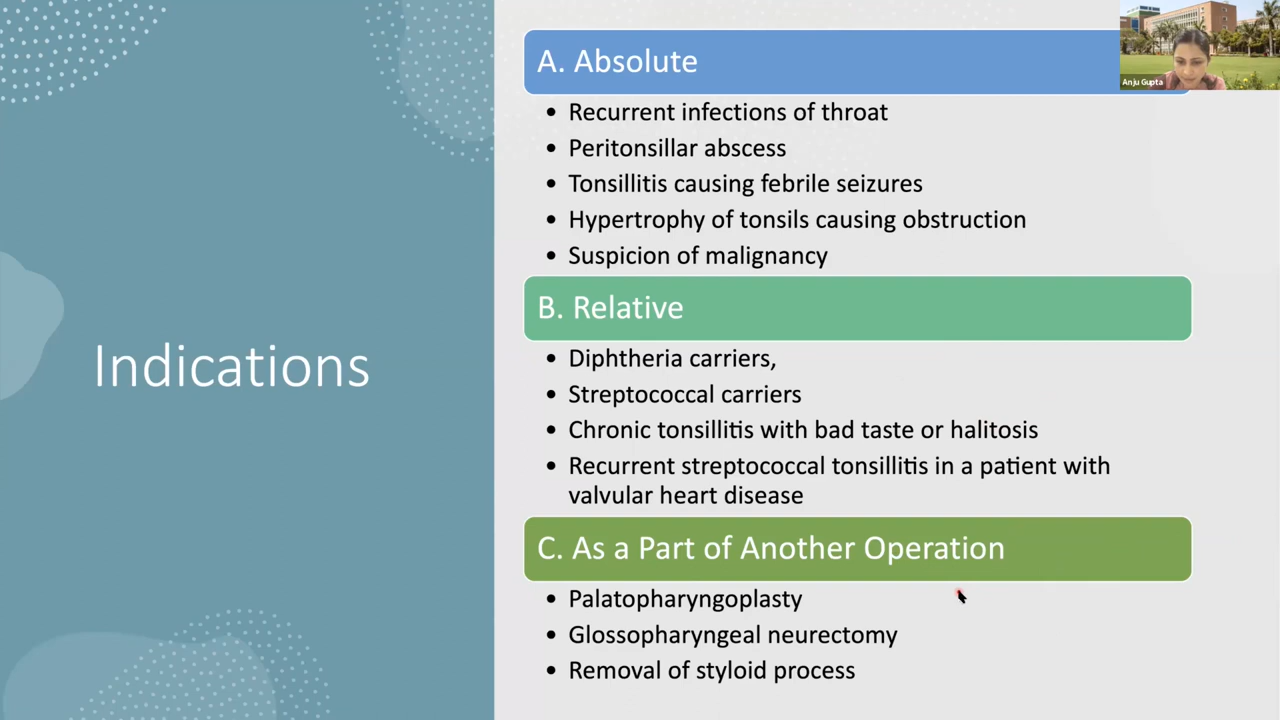 Indications
A. Absolute
• Recurrent infections of throat
• Peritonsillar abscess
• Tonsillitis causing febrile seizures
• Hypertrophy of tonsils causing obstruction
• Suspicion of malignancy
B. Relative
• Diphtheria carriers,
• Streptococcal carriers
• Chronic tonsillitis with bad taste or halitosis
• Recurrent streptococcal tonsillitis in a patient with
valvular heart disease
C. As a Part of Another Operation
• Palatopharyngoplasty
• Glossopharyngeal neurectomy
• Removal of styloid process
Anju Gupta